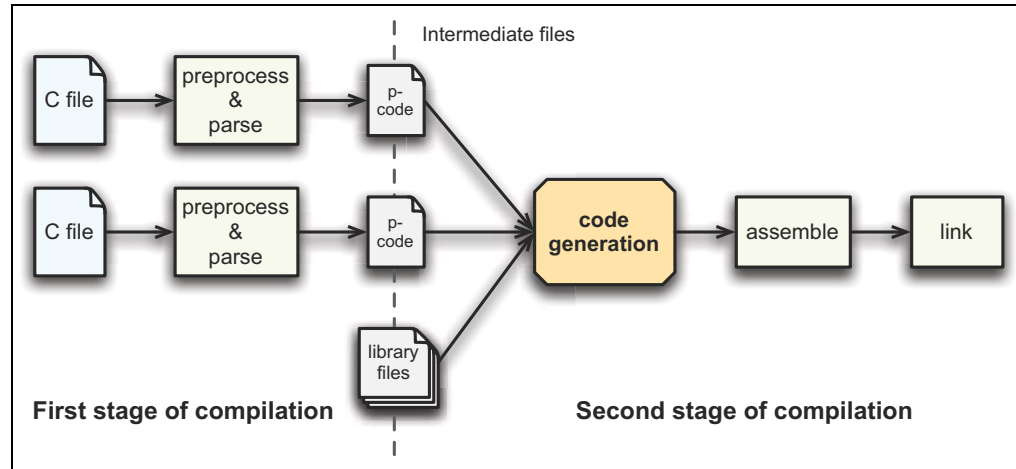 Intermediate files
C file
preprocess
&
parse
p-
code
C file
preprocess
&
parse
p-
code
code
generation
assemble
link
library
files
First stage of compilation
Second stage of compilation